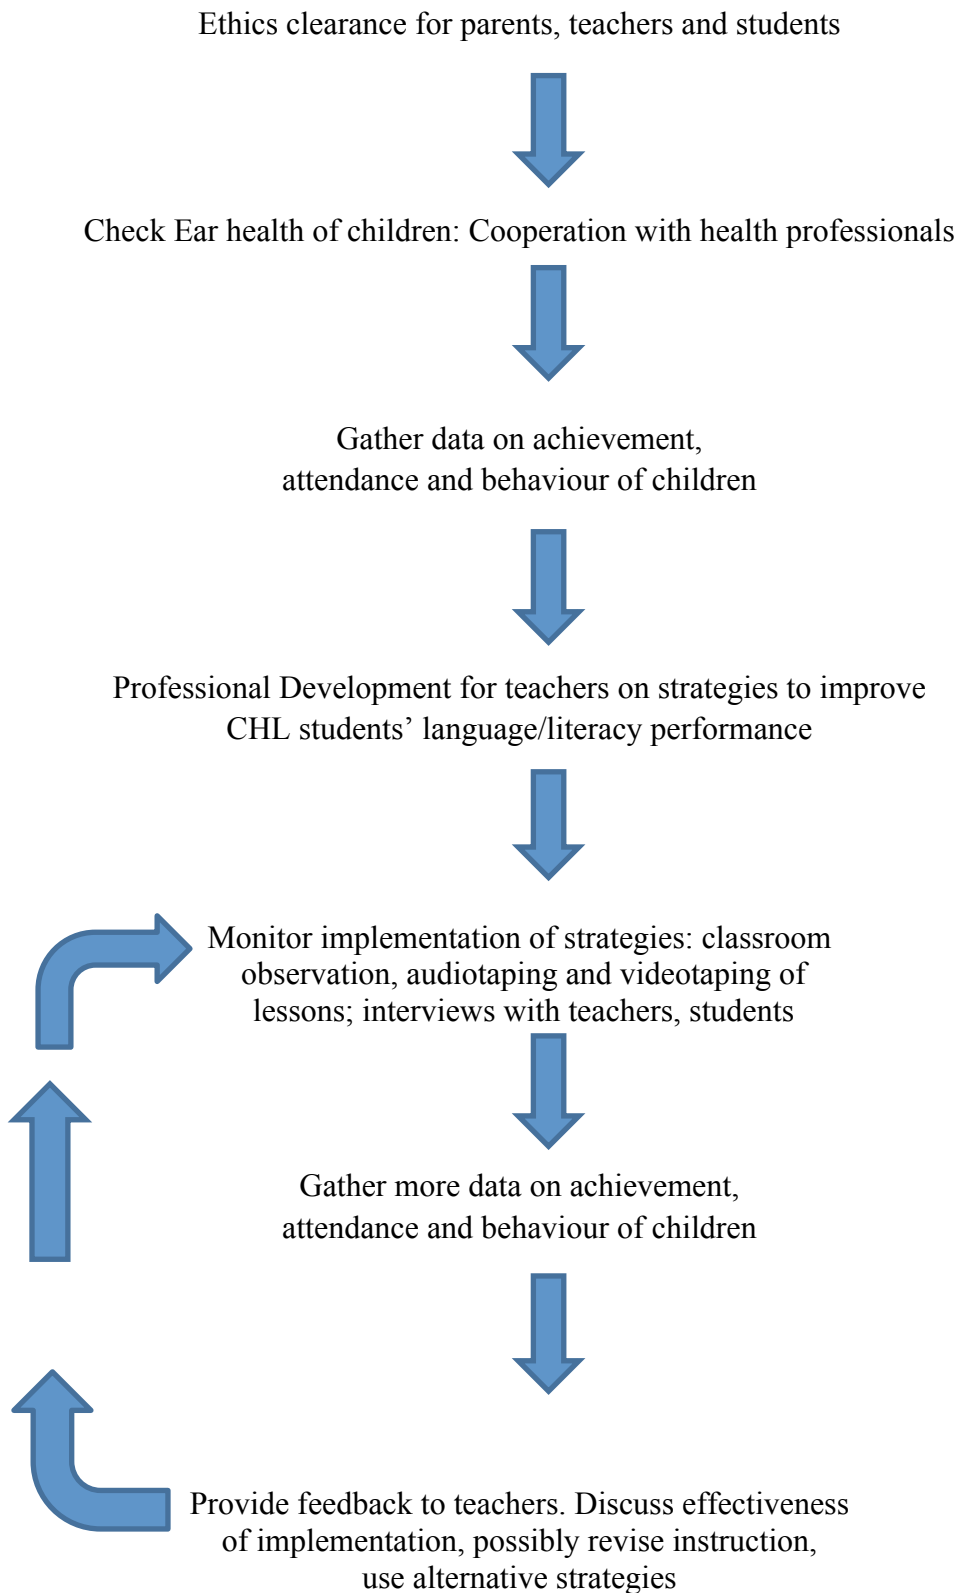 Ethics clearance for parents, teachers and students
Check Ear health of children: Cooperation with health professionals
Gather data on achievement,
attendance and behaviour of children
Professional Development for teachers on strategies to improve
CHL students’ language/literacy performance
Monitor implementation of strategies: classroom
observation, audiotaping and videotaping of
lessons; interviews with teachers, students
Gather more data on achievement,
attendance and behaviour of children
Provide feedback to teachers. Discuss effectiveness
of implementation, possibly revise instruction,
use alternative strategies